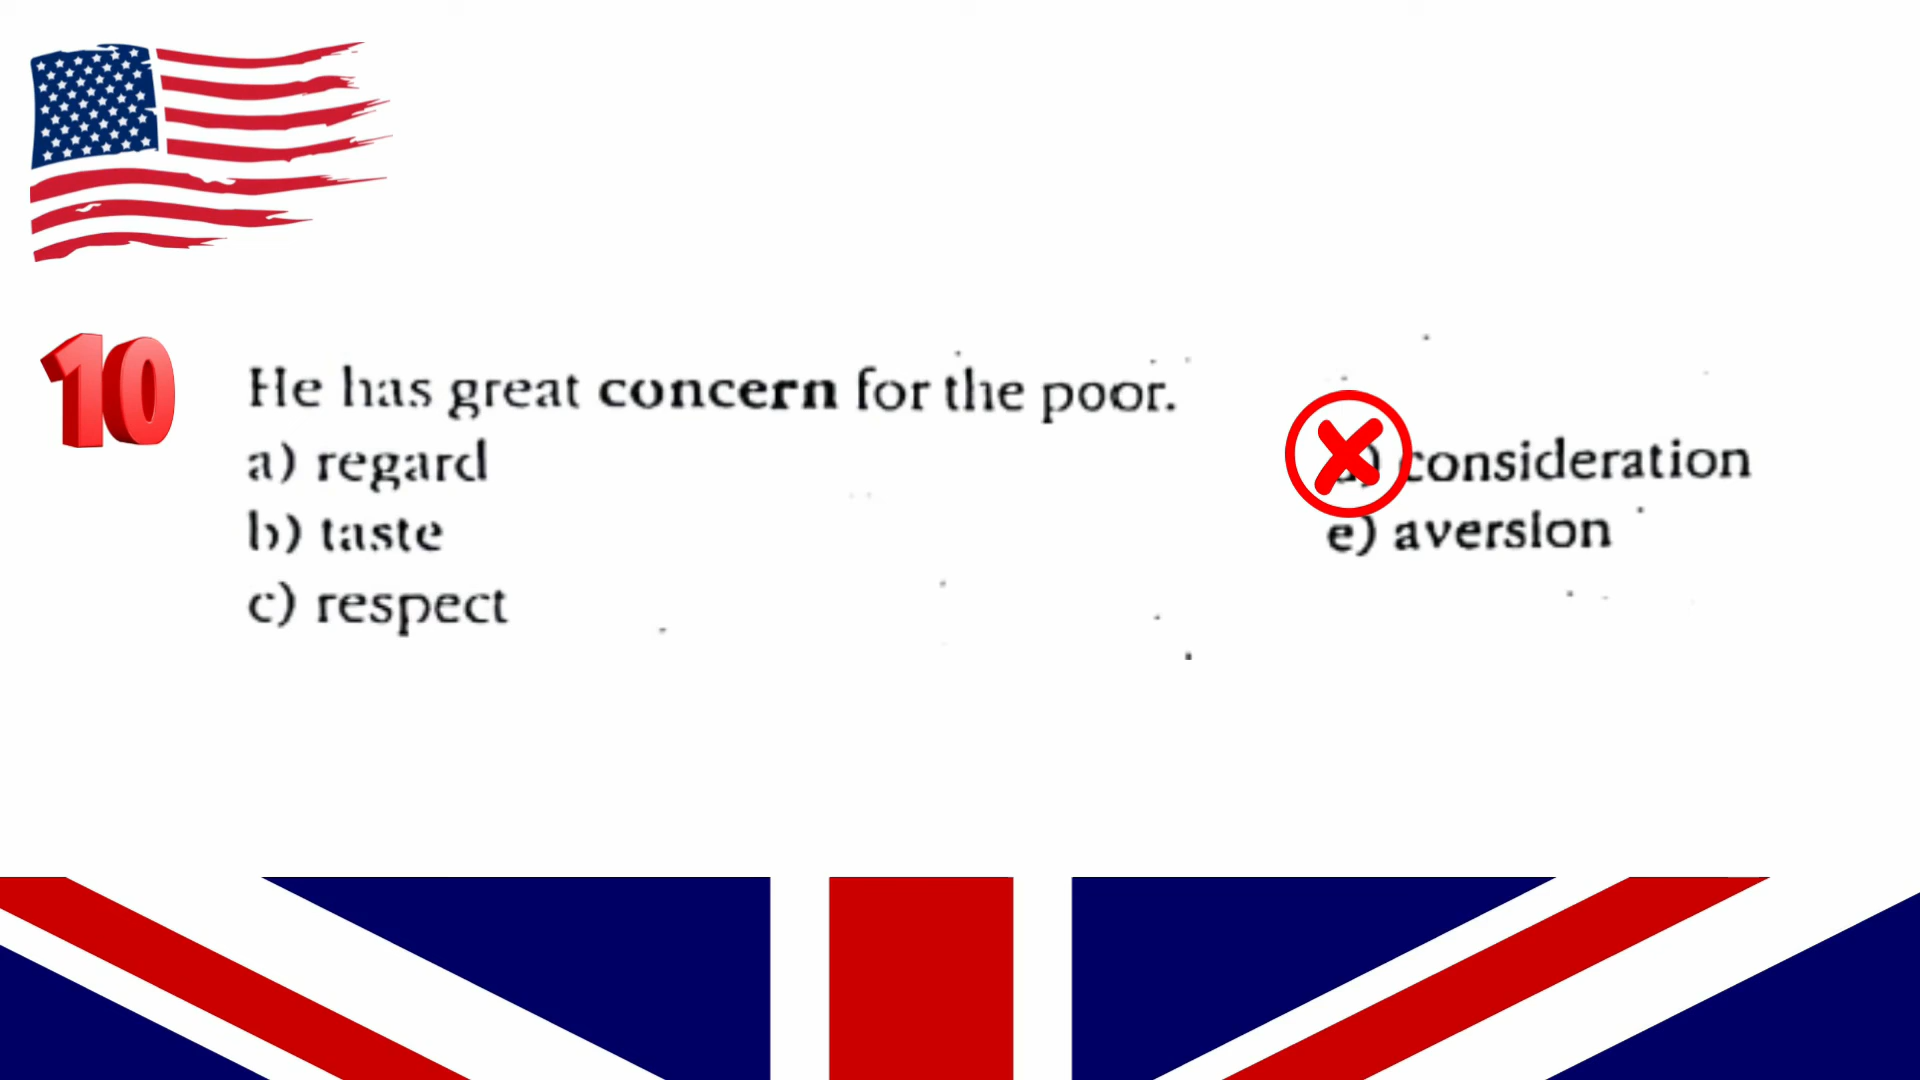 10
He has great concern for the poor.
a) regard
b) taste
c) respect
consideration
e) aversion